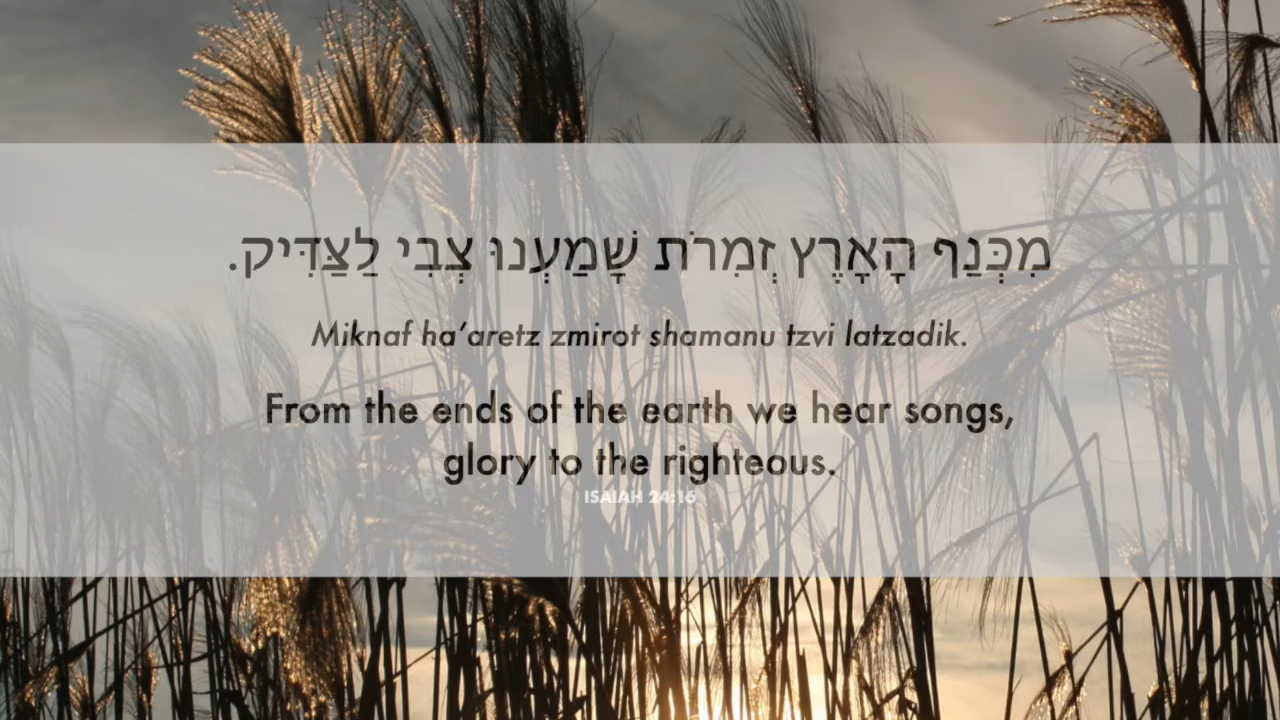 מִכְּנַף הָאָרֶץ זְמִרֹת שָׁמַעְנוּ צְבִי לַצַּדִּיק.
Miknaf ha’aretz zmirot shamanu tzvi latzadik.
From the ends of the earth we hear songs,
glory to the righteous.
ISAIAH 24:16